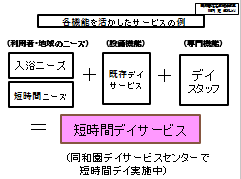 各機能を活かしたサービスの例
(利用者・地域のニーズ) (設備機能) (専門機能)
入浴ニーズ
短時間ニーズ
+
既存デイ
サービス
+
デイ
スタッフ
=
短時間デイサービス
(同和園デイサービスセンターで
短時間デイ実施中)